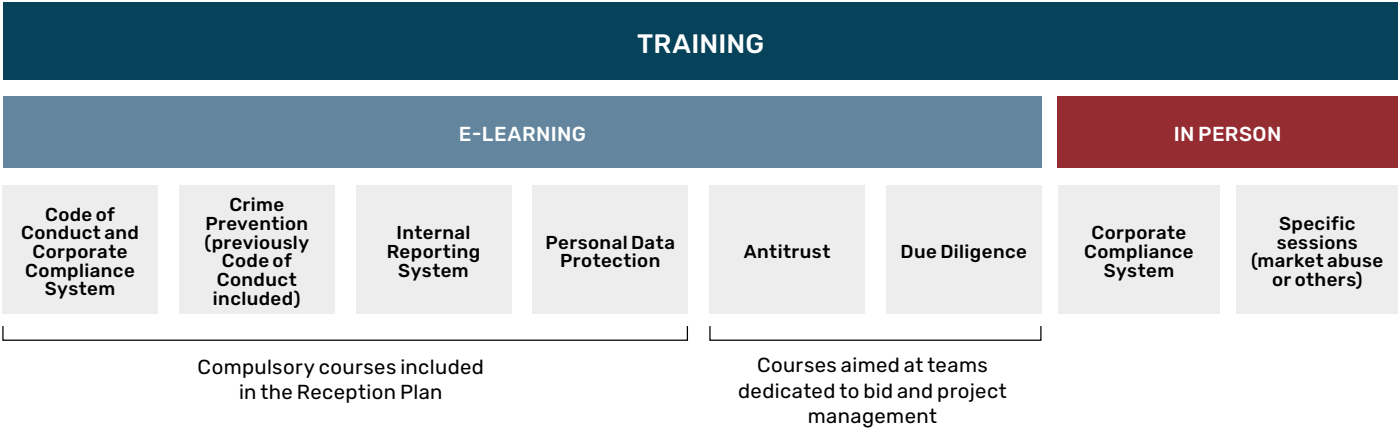 TRAINING
E-LEARNING
IN PERSON
Code of
Conduct and
Corporate
Compliance
System
Crime
Prevention
(previously
Code of
Conduct
included)
Internal
Reporting
System
Personal Data
Protection
Antitrust
Due Diligence
Corporate
Compliance
System
Specific
sessions
(market abuse
or others)
Compulsory courses included
in the Reception Plan
Courses aimed at teams
dedicated to bid and project
management